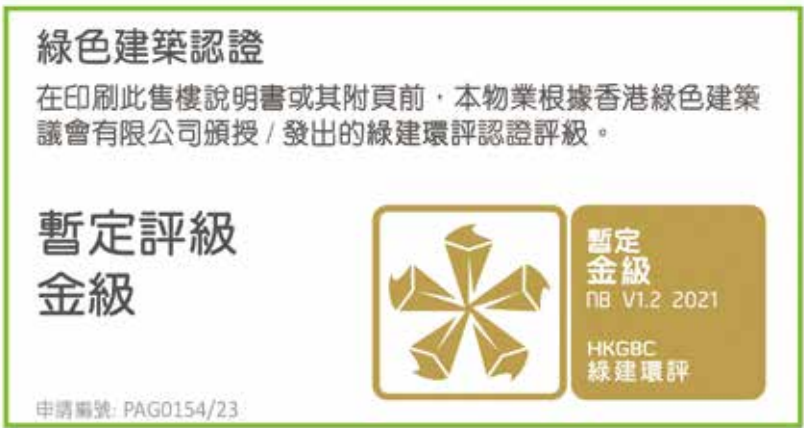 綠色建築認證
在印刷此售樓說明書或其附頁前，本物業根據香港綠色建築
議會有限公司頒授 / 發出的綠建環評認證評級。
暫定評級
金級
暫定
金級
NB V1.2 2021
HKGBC
綠建環評
申請編號: PAG0154/23